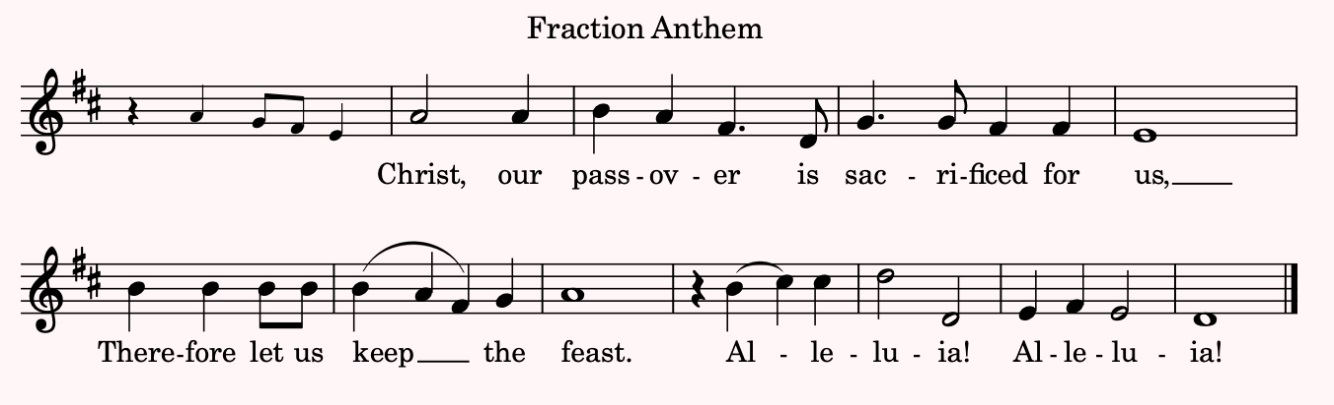 Fraction Anthem
Christ, our pass - ov - er is sac - ri - ficed for us,
There - fore let us keep the feast. Al - le - lu - ia! Al - le - lu - ia!